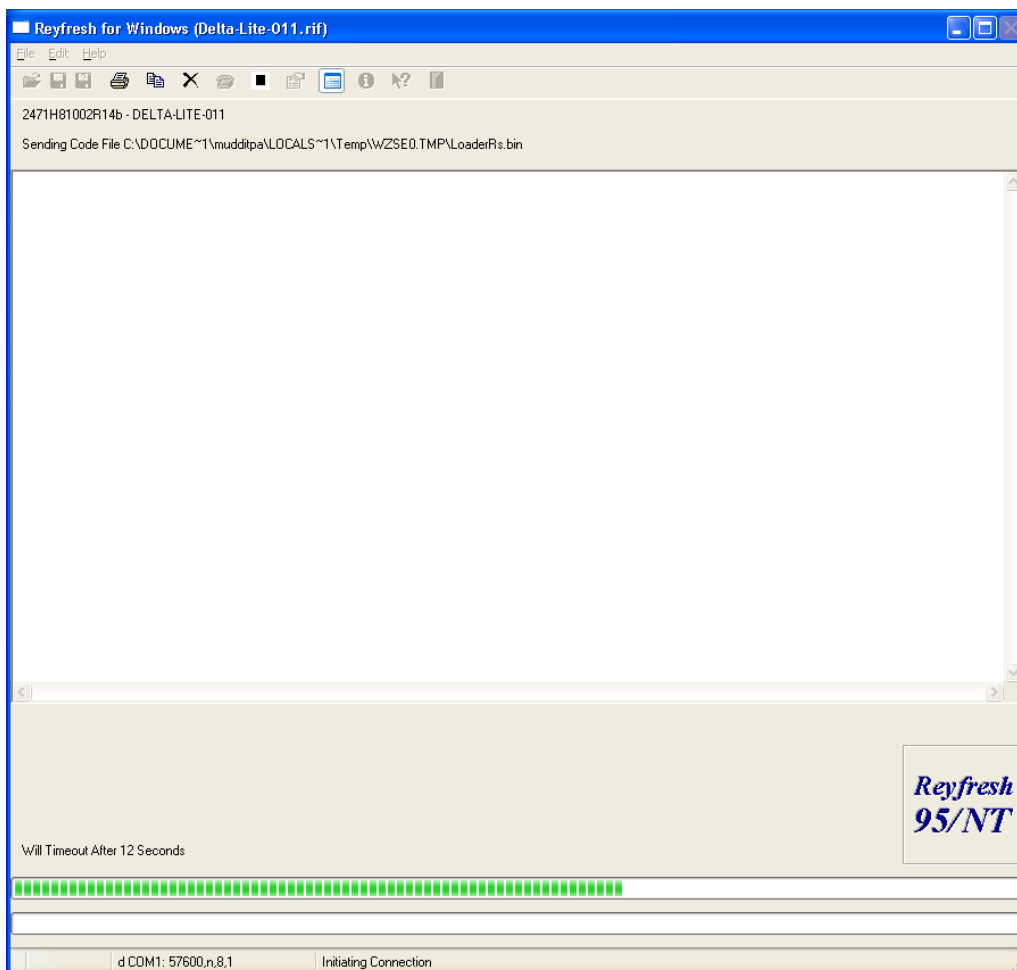 Reyfresh for Windows (Delta-Lite-011.rif)
File Edit Help
2471H81002R14b - DELTA-LITE-011
Sending Code File C:\DOCUME~1\mudditpa\LOCALS~1\Temp\WZSE0.TMP\LoaderRs.bin
Reyfresh
95/NT
Will Timeout After 12 Seconds
d COM1: 57600,n,8,1 Initiating Connection